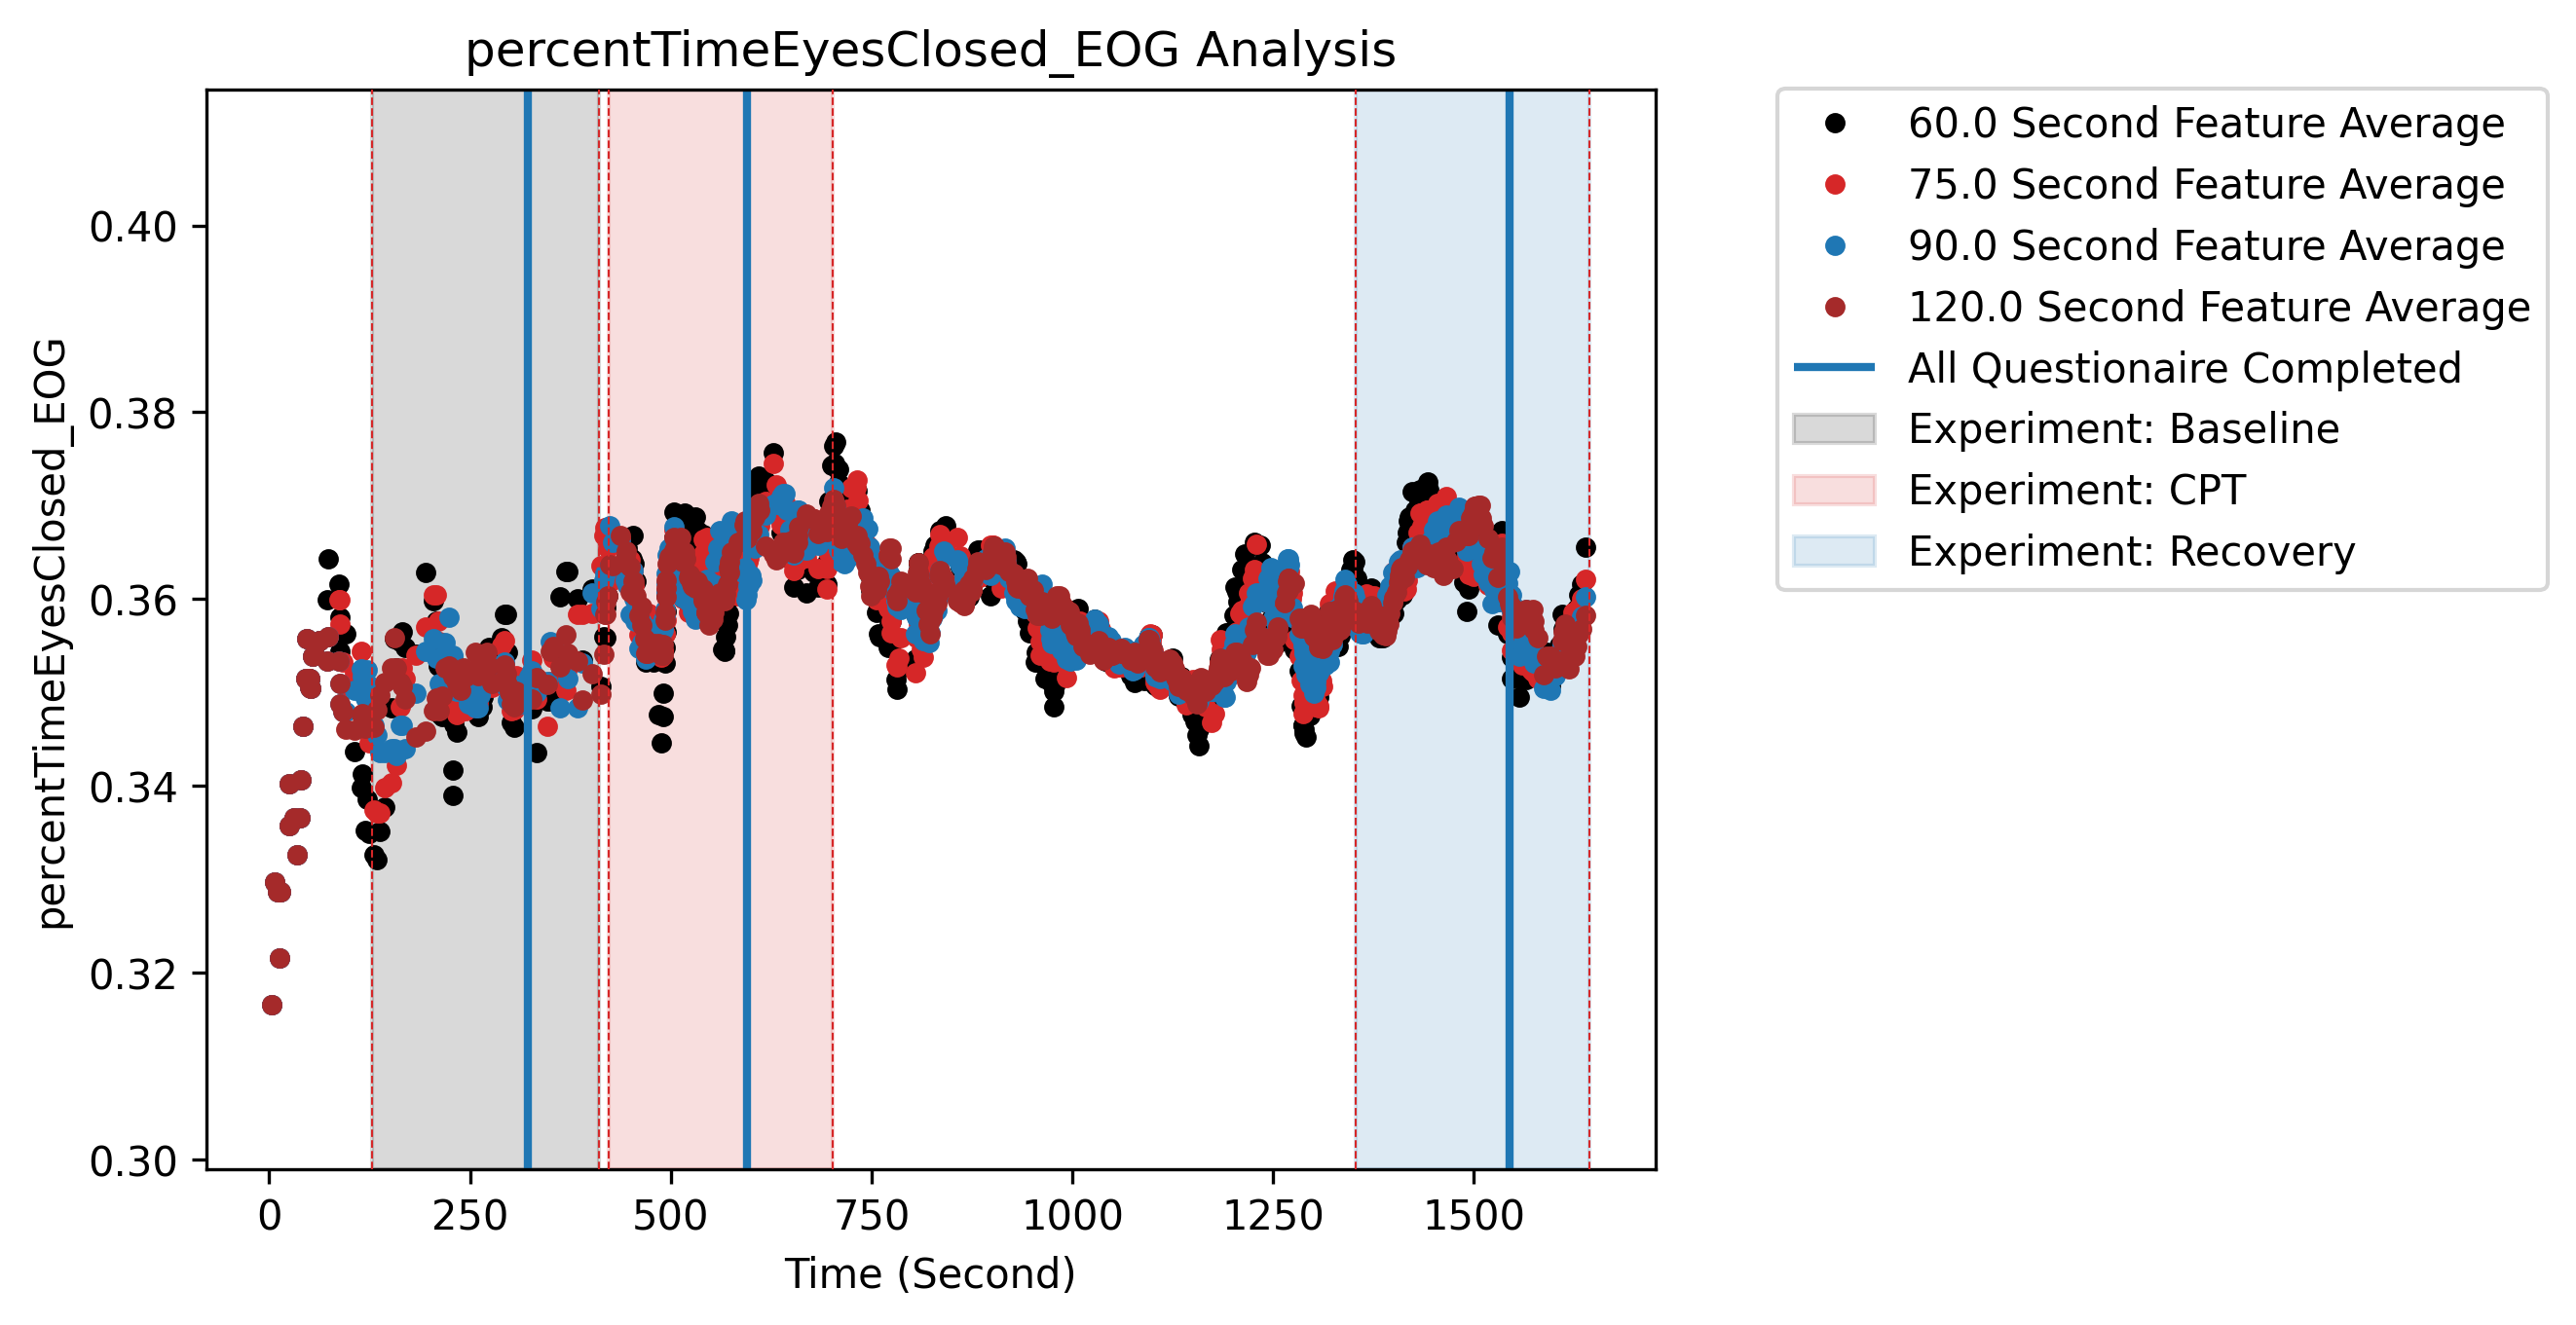 percentTimeEyesClosed_EOG Analysis
percentTimeEyesClosed_EOG
0.40
0.38
0.36
0.34
0.32
0.30
0 250 500 750 1000 1250 1500
Time (Second)
60.0 Second Feature Average
75.0 Second Feature Average
90.0 Second Feature Average
120.0 Second Feature Average
All Questionaire Completed
Experiment: Baseline
Experiment: CPT
Experiment: Recovery